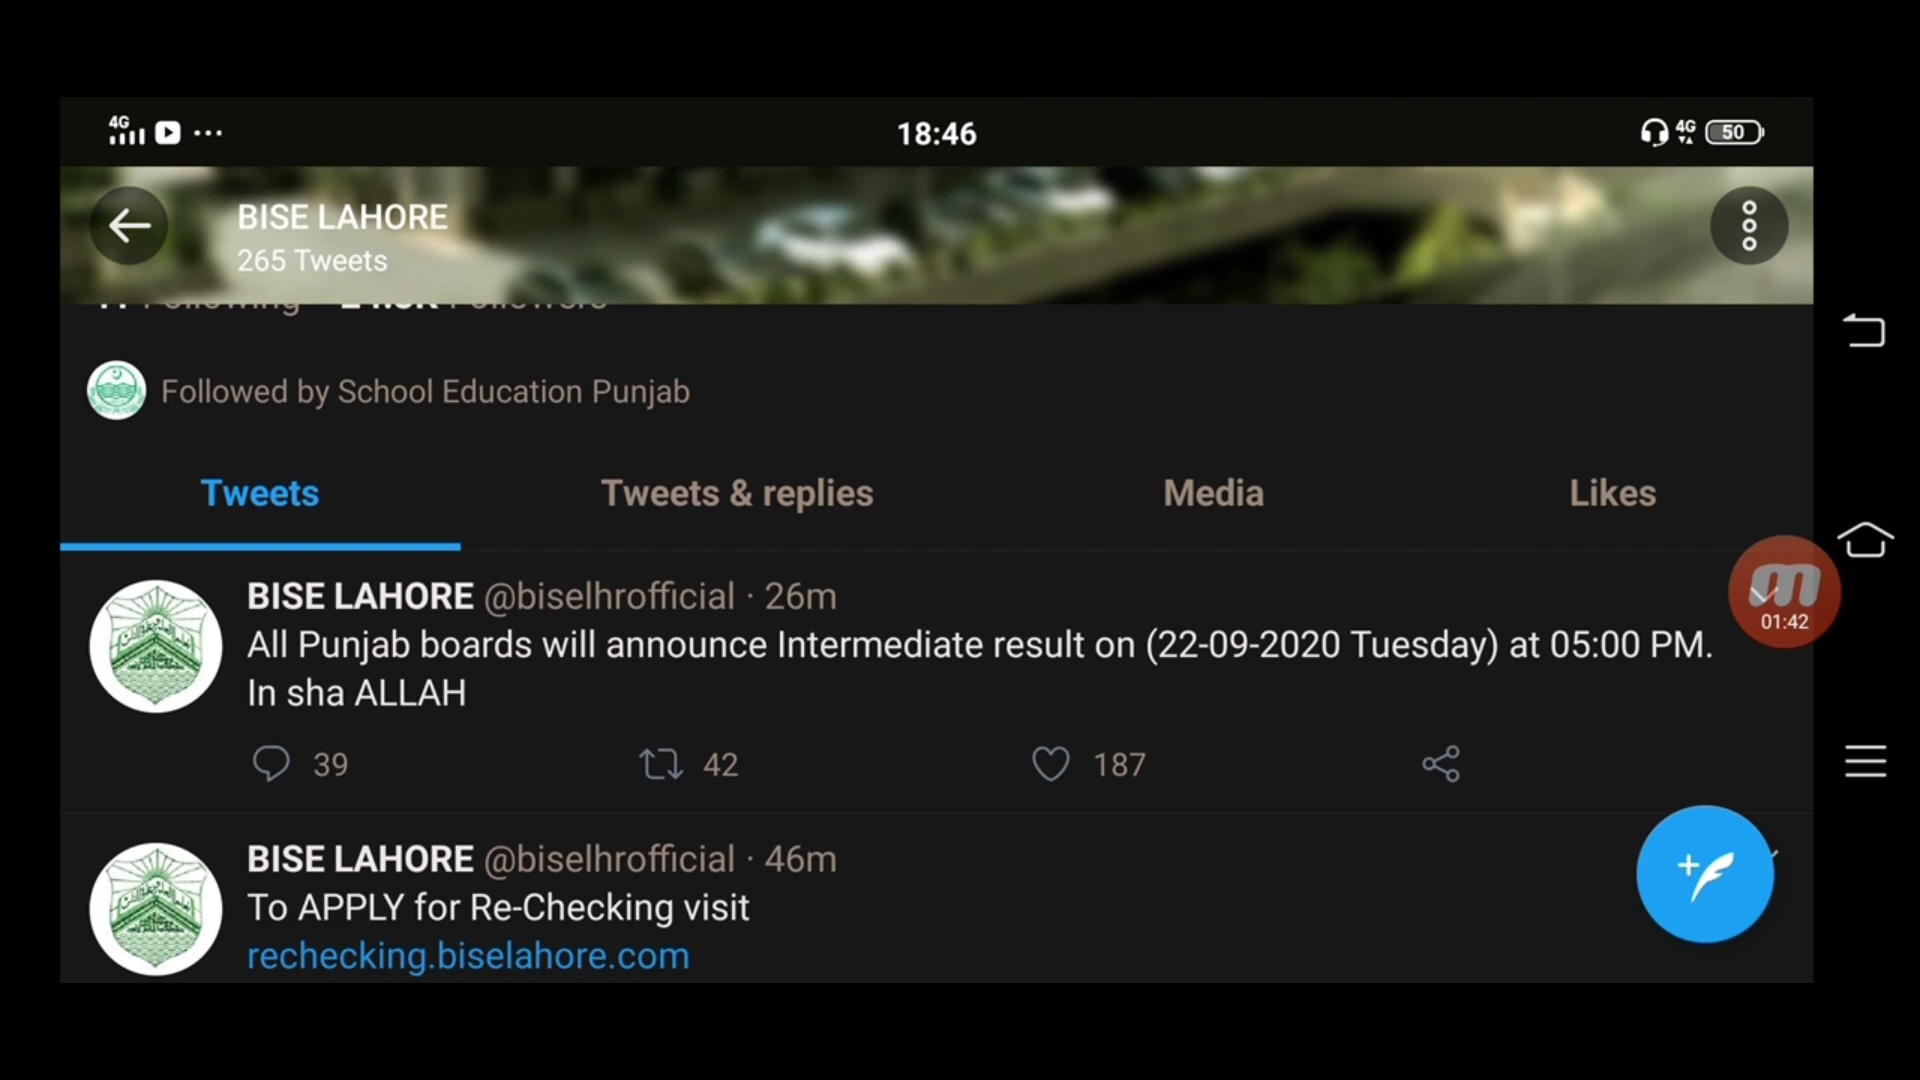 4G 18:46 4G 50
BISE LAHORE
265 Tweets
Following Followers
Followed by School Education Punjab
Tweets Tweets & replies Media Likes
BISE LAHORE @biselhrofficial · 26m
All Punjab boards will announce Intermediate result on (22-09-2020 Tuesday) at 05:00 PM.
In sha ALLAH
01:42
39 42 187
BISE LAHORE @biselhrofficial · 46m
To APPLY for Re-Checking visit
rechecking.biselahore.com